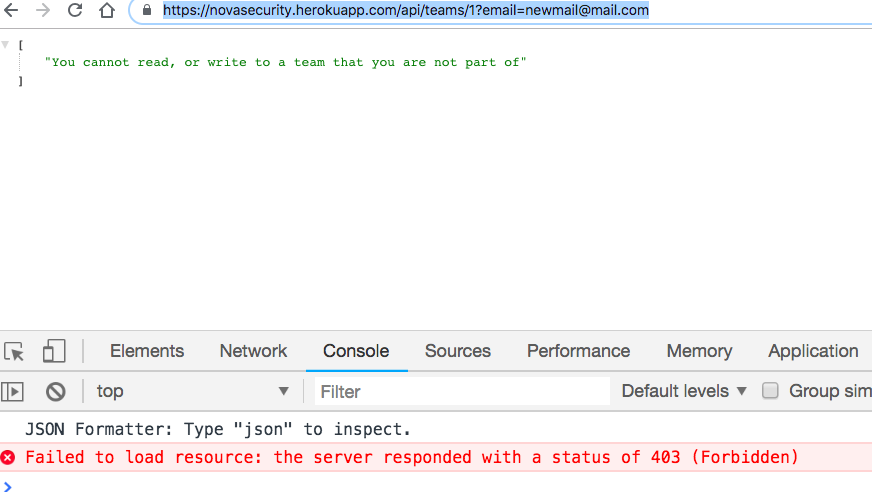 https://novasecurity.herokuapp.com/api/teams/1?email=newmail@mail.com
[
"You cannot read, or write to a team that you are not part of"
]
Elements Network Console Sources Performance Memory Application
top Filter Default levels Group sim
JSON Formatter: Type "json" to inspect.
Failed to load resource: the server responded with a status of 403 (Forbidden)